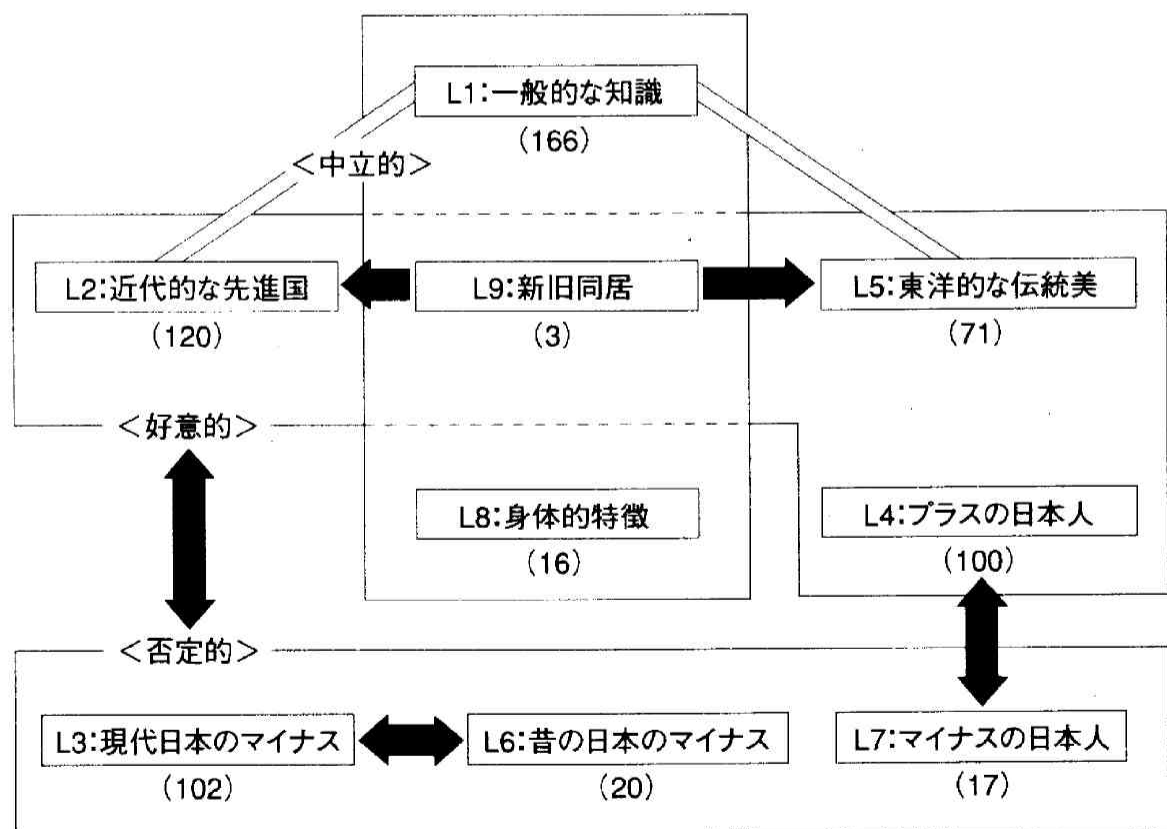 L1:一般的な知識
(166)
<中立的>
L2:近代的な先進国
(120)
L9:新旧同居
(3)
L5:東洋的な伝統美
(71)
<好意的>
L8:身体的特徴
(16)
L4:プラスの日本人
(100)
<否定的>
L3:現代日本のマイナス
(102)
L6:昔の日本のマイナス
(20)
L7:マイナスの日本人
(17)